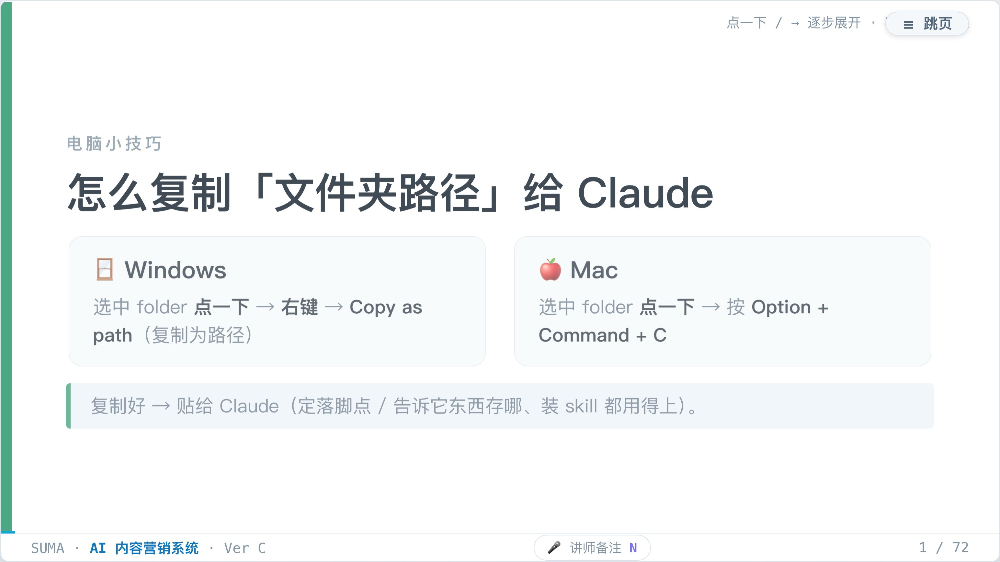 点一下 / → 逐步展开 ·
≡ 跳页
电脑小技巧
怎么复制「文件夹路径」给 Claude
🪟 Windows
选中 folder 点一下 → 右键 → Copy as
path（复制为路径）
🍎 Mac
选中 folder 点一下 → 按 Option +
Command + C
复制好 → 贴给 Claude（定落脚点 / 告诉它东西存哪、装 skill 都用得上）。
SUMA · AI 内容营销系统 · Ver C
🎤 讲师备注 N
1 / 72